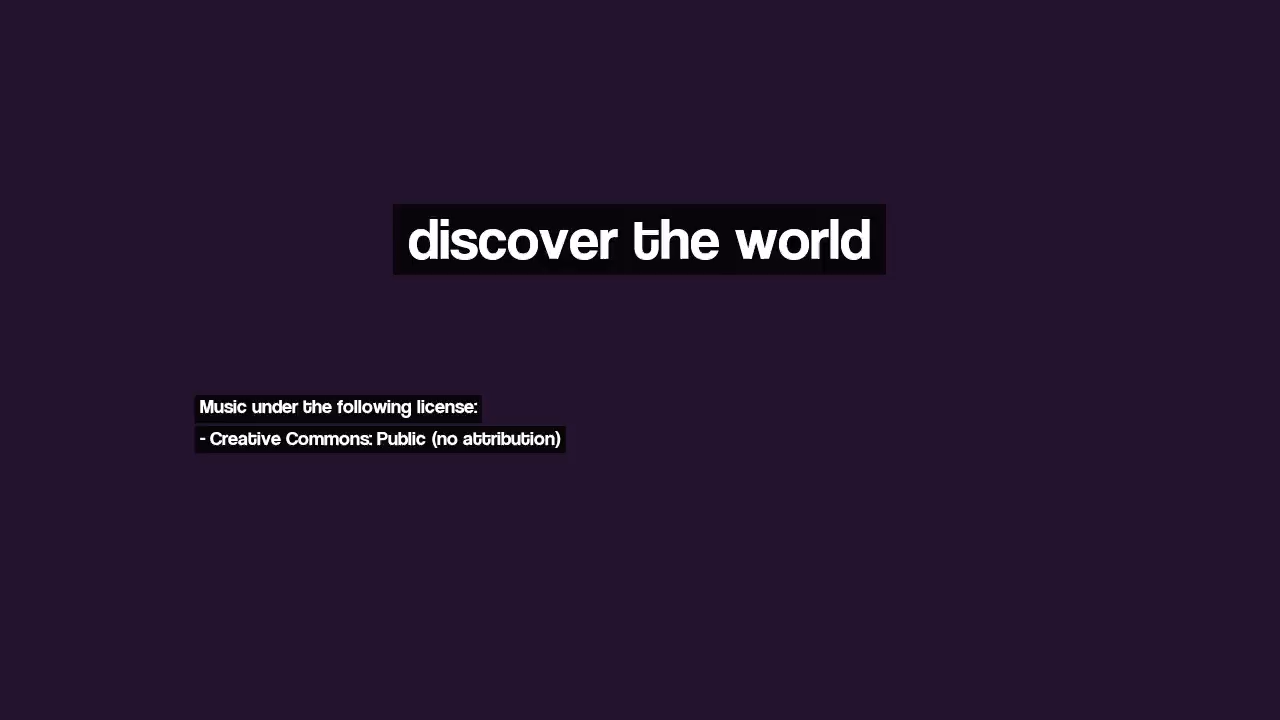 discover the world
Music under the following license:
- Creative Commons: Public (no attribution)